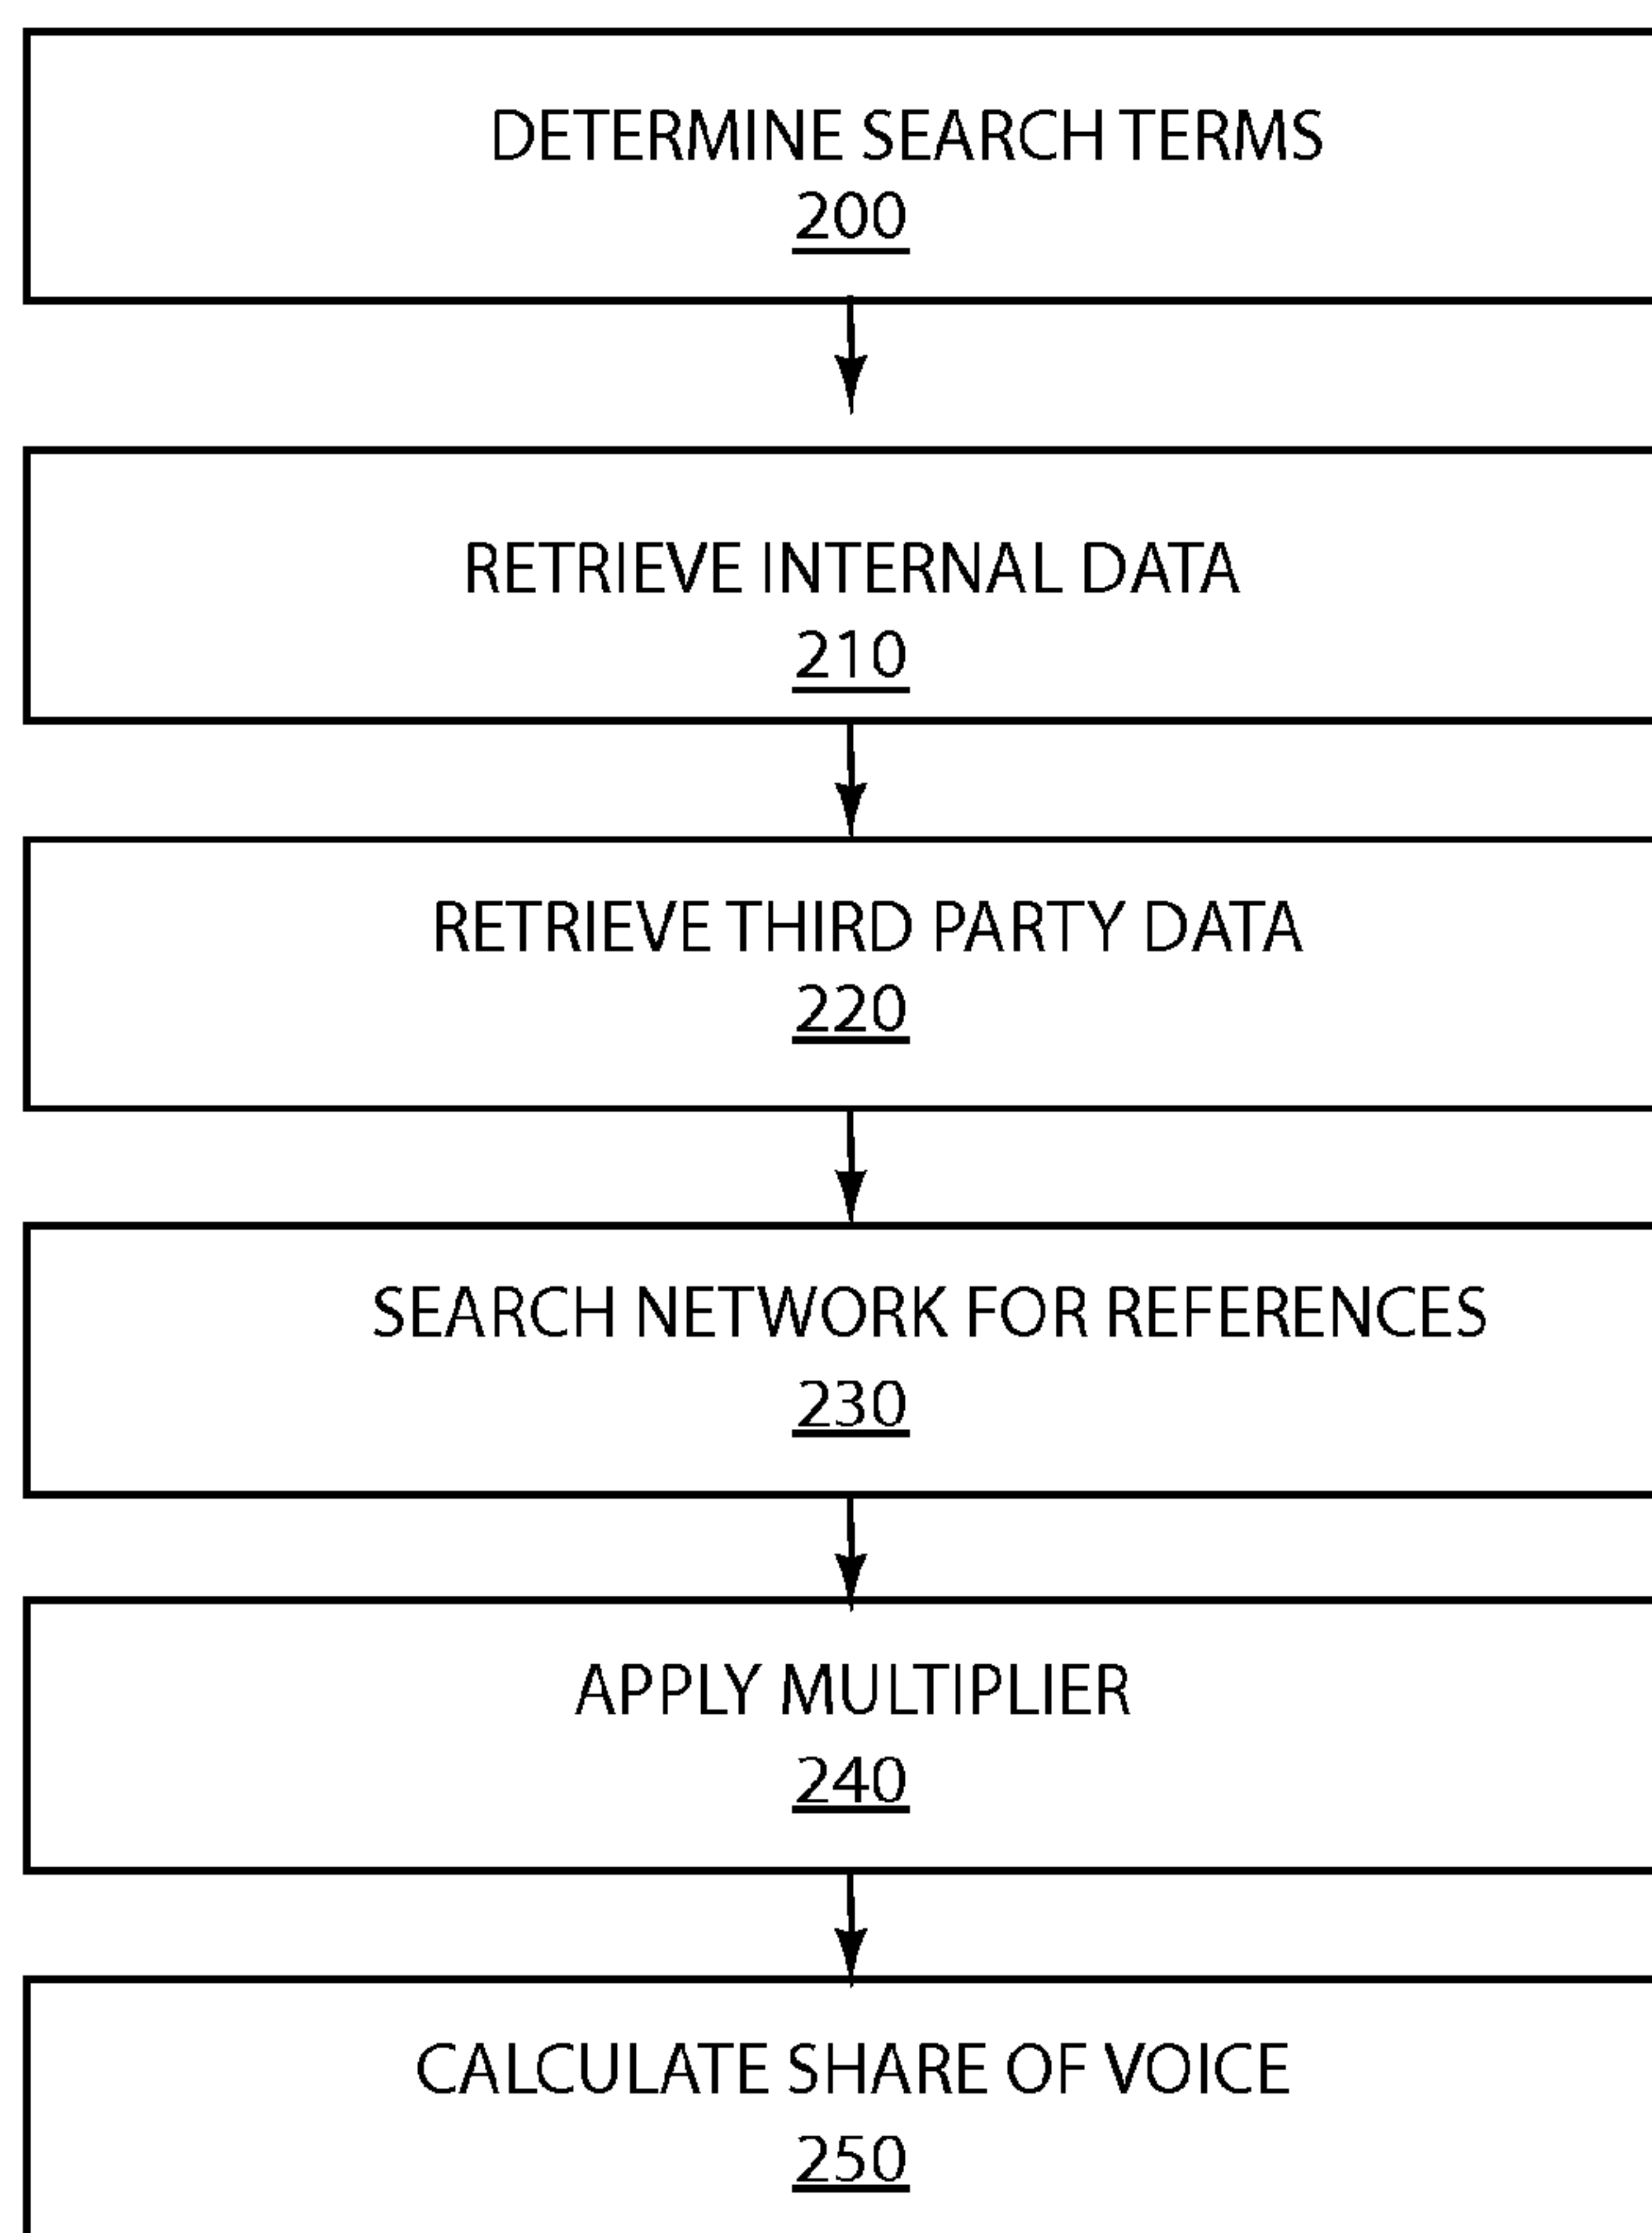 DETERMINE SEARCH TERMS
200
RETRIEVE INTERNAL DATA
210
RETRIEVE THIRD PARTY DATA
220
SEARCH NETWORK FOR REFERENCES
230
APPLY MULTIPLIER
240
CALCULATE SHARE OF VOICE
250